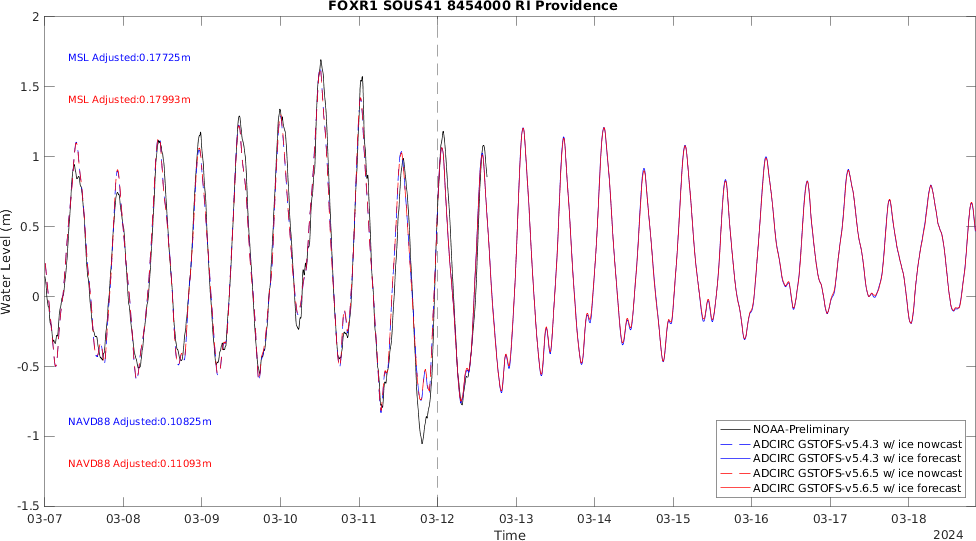 FOXR1 SOUS41 8454000 RI Providence
2
1.5
1
0.5
0
-0.5
-1
-1.5
Water Level (m)
MSL Adjusted:0.17725m
MSL Adjusted:0.17993m
NAVD88 Adjusted:0.10825m
NAVD88 Adjusted:0.11093m
NOAA-Preliminary
ADCIRC GSTOFS-v5.4.3 w/ ice nowcast
ADCIRC GSTOFS-v5.4.3 w/ ice forecast
ADCIRC GSTOFS-v5.6.5 w/ ice nowcast
ADCIRC GSTOFS-v5.6.5 w/ ice forecast
03-07 03-08 03-09 03-10 03-11 03-12 03-13 03-14 03-15 03-16 03-17 03-18
Time
2024